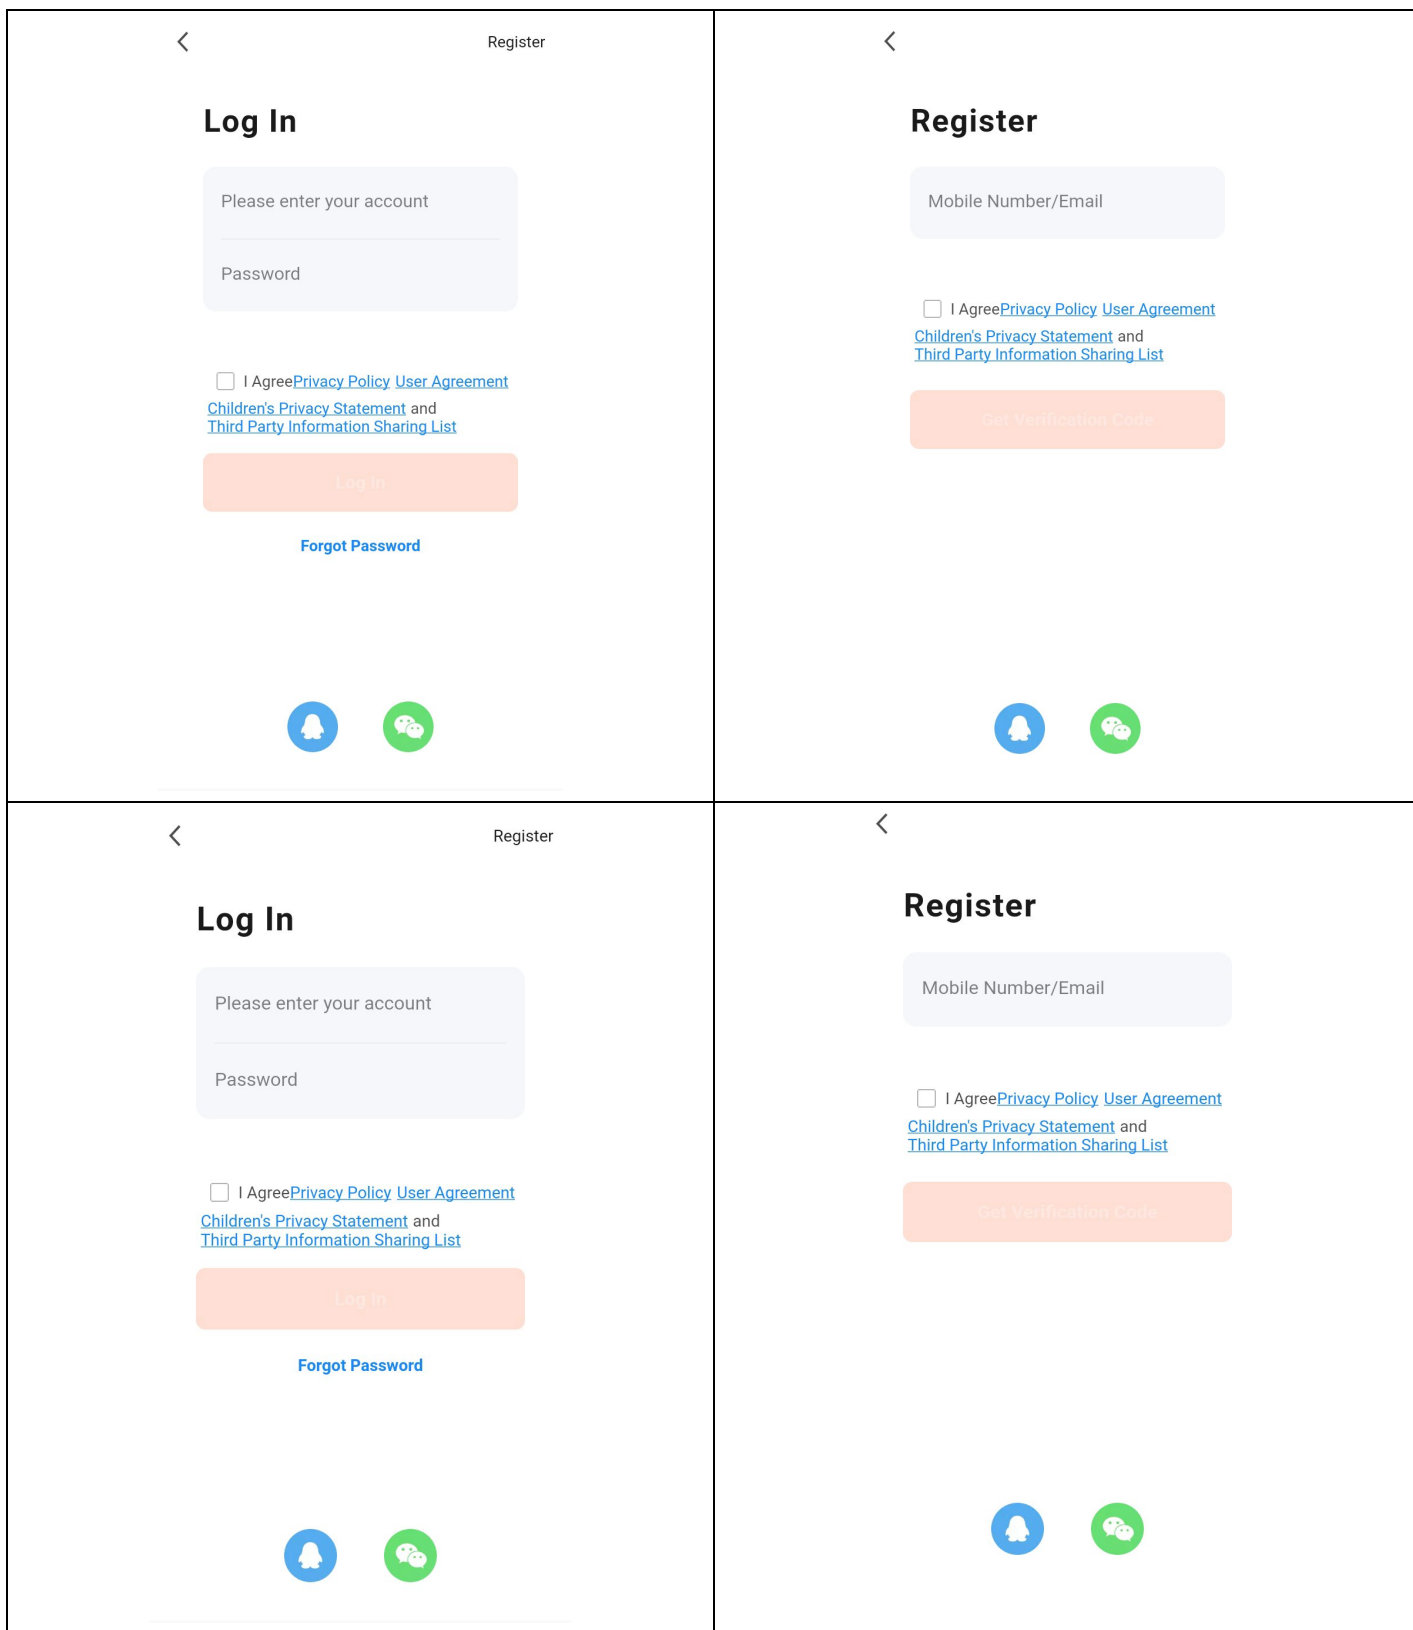 Register
Log In
Please enter your account
Password
I AgreePrivacy Policy User Agreement
Children's Privacy Statement and
Third Party Information Sharing List
Log In
Forgot Password
Register
Mobile Number/Email
I AgreePrivacy Policy User Agreement
Children's Privacy Statement and
Third Party Information Sharing List
Get Verification Code
Register
Log In
Please enter your account
Password
I AgreePrivacy Policy User Agreement
Children's Privacy Statement and
Third Party Information Sharing List
Log In
Forgot Password
Register
Mobile Number/Email
I AgreePrivacy Policy User Agreement
Children's Privacy Statement and
Third Party Information Sharing List
Get Verification Code